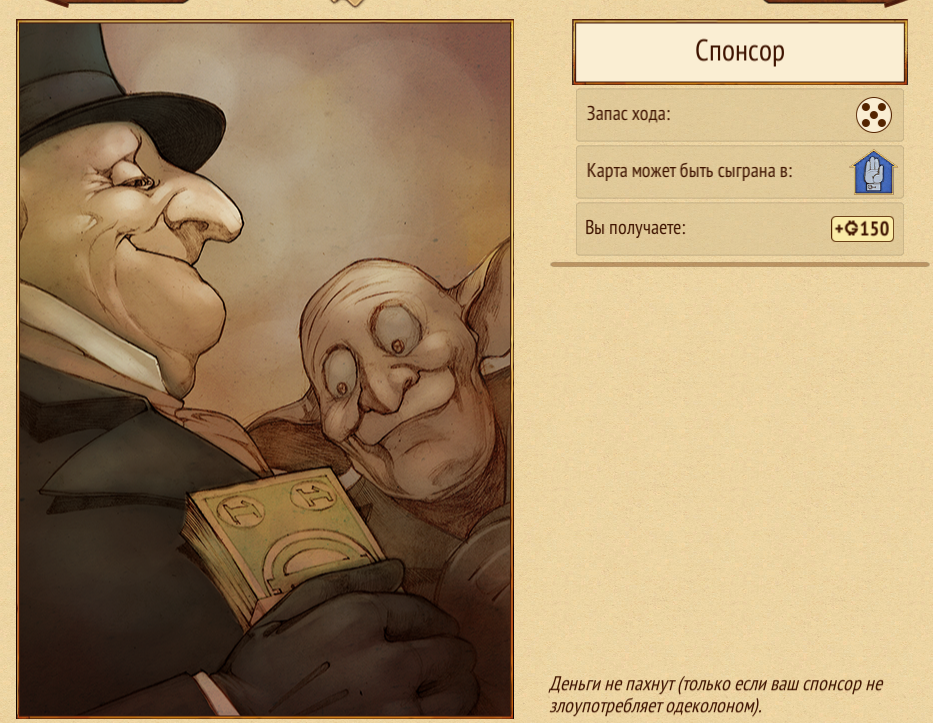 Спонсор
Запас хода:
Карта может быть сыграна в:
Вы получаете:
+150
Деньги не пахнут (только если ваш спонсор не
злоупотребляет одеколоном).